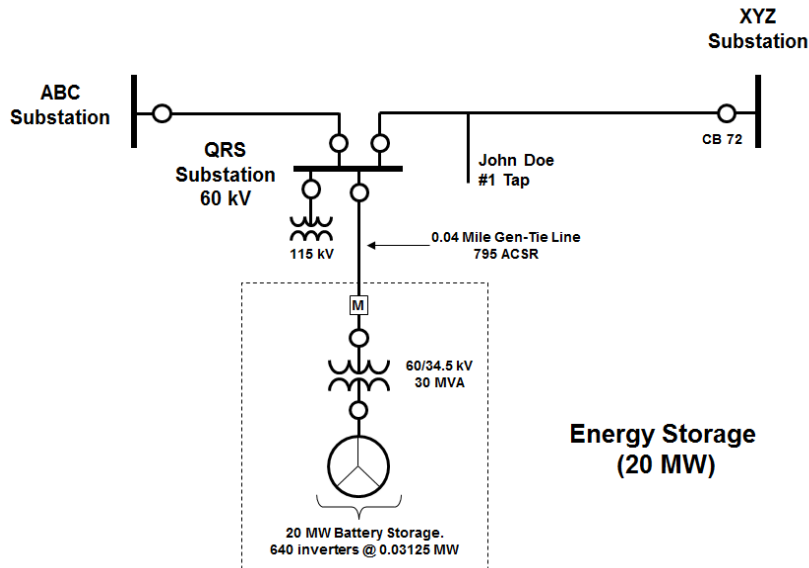 XYZ
Substation
ABC
Substation
CB 72
QRS
Substation
60 kV
John Doe
#1 Tap
115 kV
0.04 Mile Gen-Tie Line
795 ACSR
M
60/34.5 kV
30 MVA
Energy Storage
(20 MW)
20 MW Battery Storage.
640 inverters @ 0.03125 MW